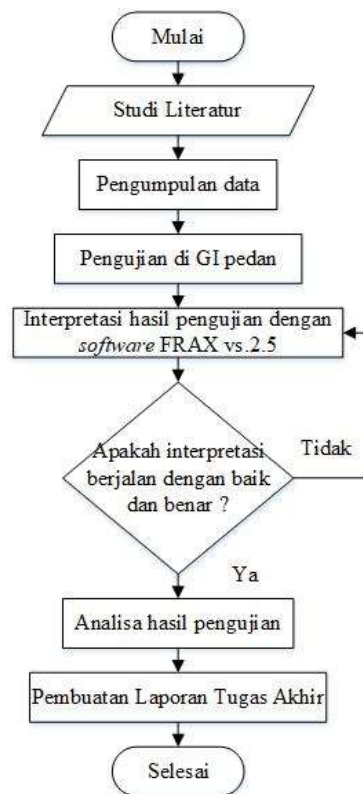 Mulai
Studi Literatur
Pengumpulan data
Pengujian di GI pedan
Interpretasi hasil pengujian dengan
software FRAX vs.2.5
Apakah interpretasi
berjalan dengan baik
dan benar ?
Tidak
Ya
Analisa hasil pengujian
Pembuatan Laporan Tugas Akhir
Selesai